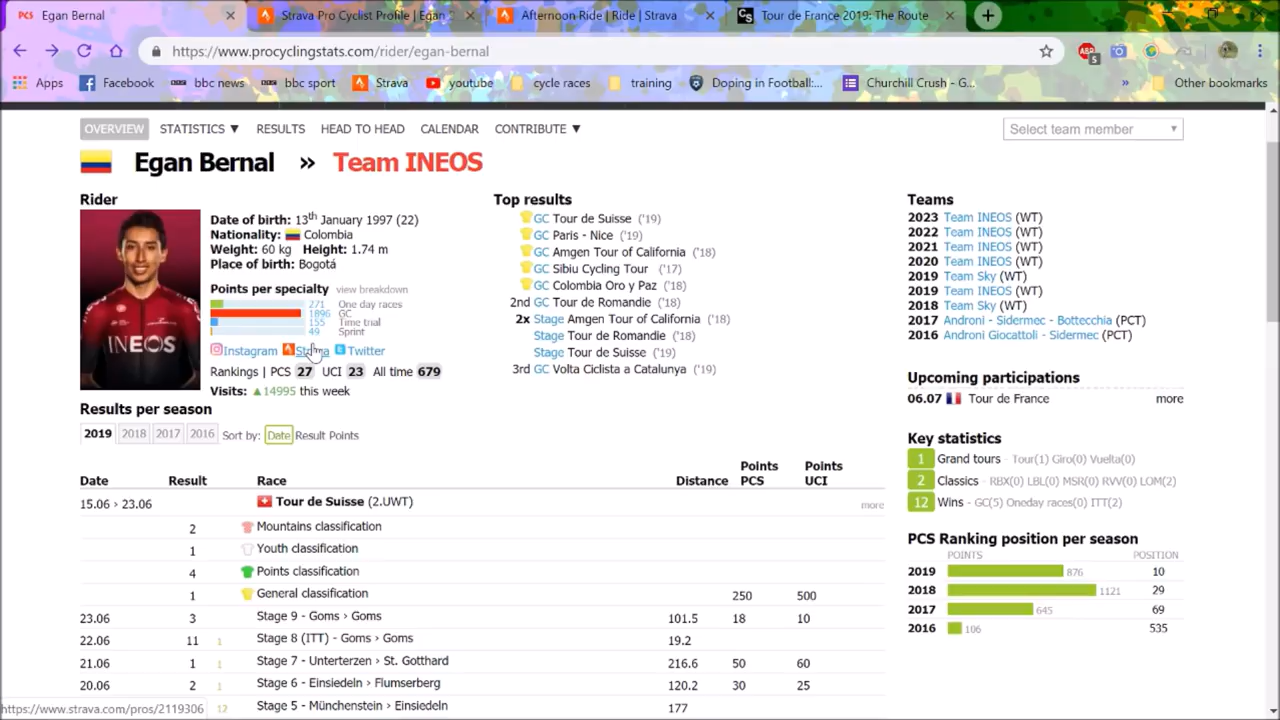 PCS Egan Bernal
Strava Pro Cyclist Profile | Egan
Afternoon Ride | Ride | Strava
CS Tour de France 2019: The Route
https://www.procyclingstats.com/rider/egan-bernal
ABP 5
Apps Facebook BBC bbc news BBC bbc sport Strava youtube cycle races training Doping in Football:... Churchill Crush - G... » Other bookmarks
OVERVIEW STATISTICS ▼ RESULTS HEAD TO HEAD CALENDAR CONTRIBUTE ▼
Select team member
Egan Bernal » Team INEOS
Rider
INEOS
Date of birth: 13th January 1997 (22)
Nationality: Colombia
Weight: 60 kg Height: 1.74 m
Place of birth: Bogotá
Points per specialty view breakdown
271 One day races
1896 GC
155 Time trial
49 Sprint
Instagram Strava Twitter
Rankings | PCS 27 UCI 23 All time 679
Visits: ▲14995 this week
Top results
GC Tour de Suisse ('19)
GC Paris - Nice ('19)
GC Amgen Tour of California ('18)
GC Sibiu Cycling Tour ('17)
GC Colombia Oro y Paz ('18)
2nd GC Tour de Romandie ('18)
2x Stage Amgen Tour of California ('18)
Stage Tour de Romandie ('18)
Stage Tour de Suisse ('19)
3rd GC Volta Ciclista a Catalunya ('19)
Teams
2023 Team INEOS (WT)
2022 Team INEOS (WT)
2021 Team INEOS (WT)
2020 Team INEOS (WT)
2019 Team Sky (WT)
2019 Team INEOS (WT)
2018 Team Sky (WT)
2017 Androni - Sidermec - Bottecchia (PCT)
2016 Androni Giocattoli - Sidermec (PCT)
Upcoming participations
06.07 Tour de France more
Key statistics
1 Grand tours - Tour(1) Giro(0) Vuelta(0)
2 Classics - RBX(0) LBL(0) MSR(0) RVV(0) LOM(2)
12 Wins - GC(5) Oneday races(0) ITT(2)
PCS Ranking position per season
POINTS POSITION
2019 876 10
2018 1121 29
2017 645 69
2016 106 535
Results per season
2019 2018 2017 2016 Sort by: Date Result Points
Date Result Race Distance Points PCS Points UCI
15.06 › 23.06 Tour de Suisse (2.UWT) more
2 Mountains classification
1 Youth classification
4 Points classification
1 General classification 250 500
23.06 3 Stage 9 - Goms › Goms 101.5 18 10
22.06 11 1 Stage 8 (ITT) - Goms › Goms 19.2
21.06 1 1 Stage 7 - Unterterzen › St. Gotthard 216.6 50 60
20.06 2 1 Stage 6 - Einsiedeln › Flumserberg 120.2 30 25
12 Stage 5 - Münchenstein › Einsiedeln 177
https://www.strava.com/pros/2119306